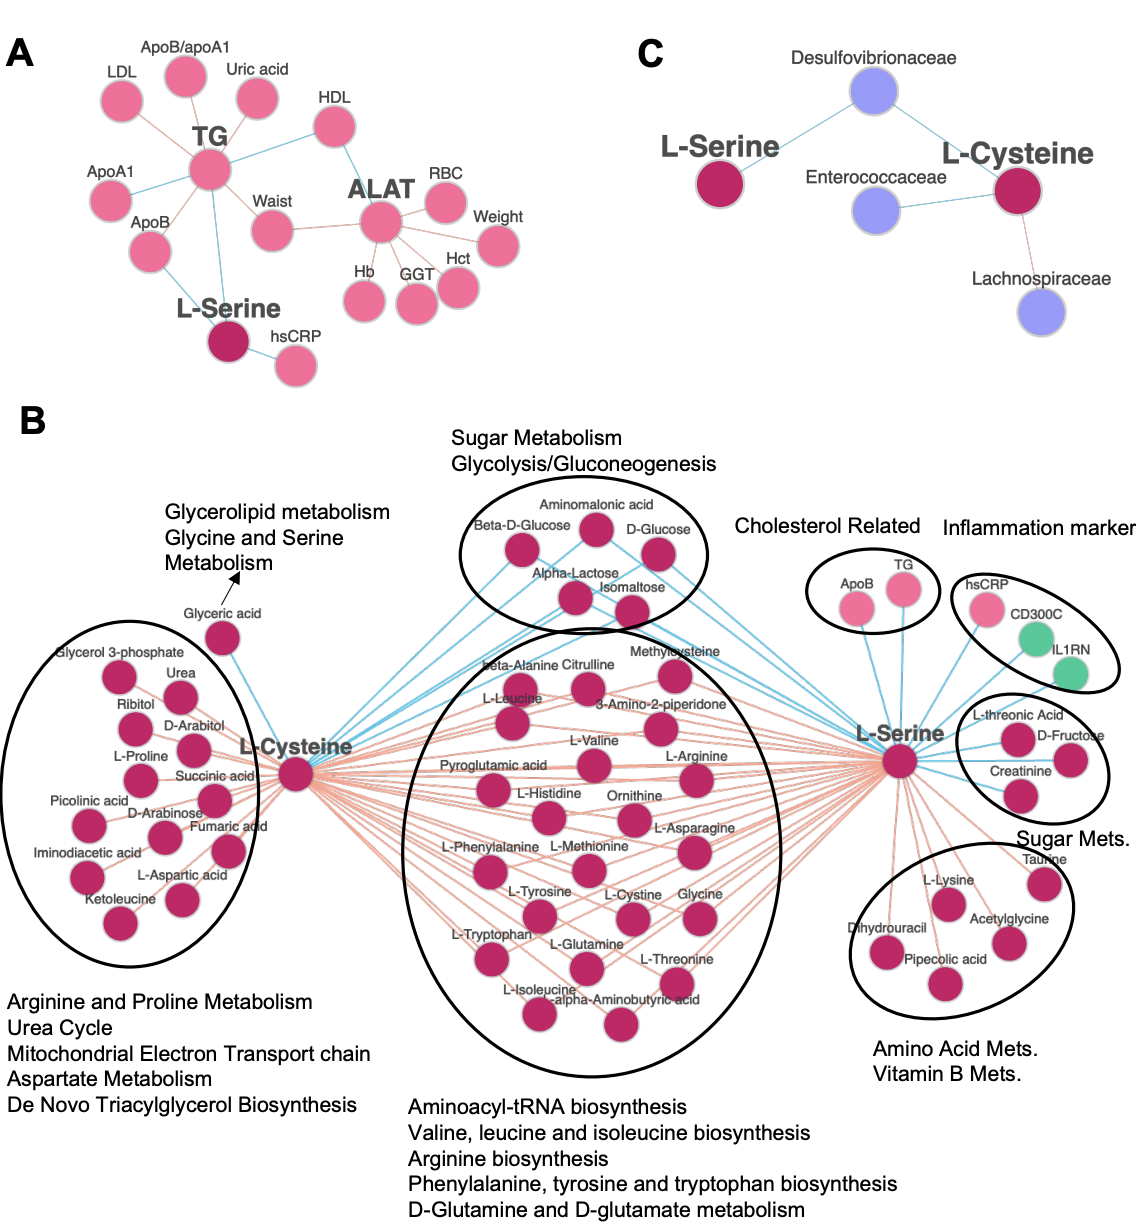 A
ApoB/apoA1
LDL
Uric acid
HDL
TG
ApoA1
ALAT
RBC
Waist
ApoB
Weight
Hb
GGT
Hct
L-Serine
hsCRP
C
Desulfovibrionaceae
L-Serine
L-Cysteine
Enterococcaceae
Lachnospiraceae
B
Sugar Metabolism
Glycolysis/Gluconeogenesis
Glycerolipid metabolism
Glycine and Serine
Metabolism
Aminomalonic acid
Beta-D-Glucose
D-Glucose
Alpha-Lactose
Isomaltose
Cholesterol Related
Inflammation marker
TG
ApoB
hsCRP
CD300C
IL1RN
Glyceric acid
Glycerol 3-phosphate
Urea
Ribitol
D-Arabitol
L-Proline
Succinic acid
Picolinic acid
D-Arabinose
Fumaric acid
Iminodiacetic acid
L-Aspartic acid
Ketoleucine
L-Cysteine
Methylcysteine
beta-Alanine
Citrulline
L-Leucine
3-Amino-2-piperidone
L-Valine
L-Arginine
Pyroglutamic acid
L-Histidine
Ornithine
L-Asparagine
L-Phenylalanine
L-Methionine
L-Tyrosine
L-Cystine
Glycine
L-Tryptophan
L-Glutamine
L-Threonine
L-Isoleucine
L-alpha-Aminobutyric acid
L-Serine
L-threonic Acid
D-Fructose
Creatinine
Sugar Mets.
Taurine
L-Lysine
Acetylglycine
Dihydrouracil
Pipecolic acid
Amino Acid Mets.
Vitamin B Mets.
Arginine and Proline Metabolism
Urea Cycle
Mitochondrial Electron Transport chain
Aspartate Metabolism
De Novo Triacylglycerol Biosynthesis
Aminoacyl-tRNA biosynthesis
Valine, leucine and isoleucine biosynthesis
Arginine biosynthesis
Phenylalanine, tyrosine and tryptophan biosynthesis
D-Glutamine and D-glutamate metabolism